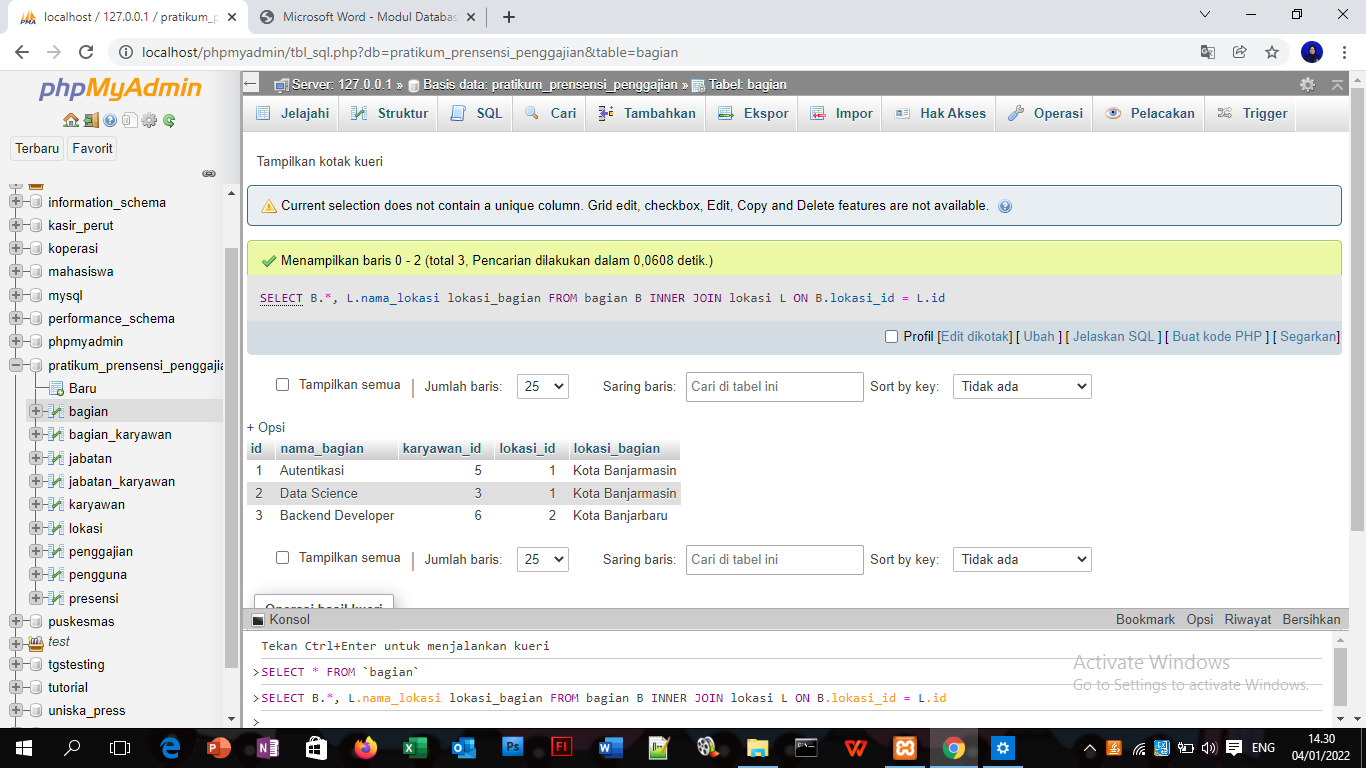 localhost / 127.0.0.1 / pratikum_p
Microsoft Word - Modul Databas
localhost/phpmyadmin/tbl_sql.php?db=pratikum_prensensi_penggajian&table=bagian
phpMyAdmin
Terbaru Favorit
information_schema
kasir_perut
koperasi
mahasiswa
mysql
performance_schema
phpmyadmin
pratikum_prensensi_penggajia
Baru
bagian
bagian_karyawan
jabatan
jabatan_karyawan
karyawan
lokasi
penggajian
pengguna
presensi
puskesmas
test
tgstesting
tutorial
uniska_press
Server: 127.0.0.1 » Basis data: pratikum_prensensi_penggajian » Tabel: bagian
Jelajahi Struktur SQL Cari Tambahkan Ekspor Impor Hak Akses Operasi Pelacakan Trigger
Tampilkan kotak kueri
Current selection does not contain a unique column. Grid edit, checkbox, Edit, Copy and Delete features are not available.
Menampilkan baris 0 - 2 (total 3, Pencarian dilakukan dalam 0,0608 detik.)
SELECT B.*, L.nama_lokasi lokasi_bagian FROM bagian B INNER JOIN lokasi L ON B.lokasi_id = L.id
Profil [Edit dikotak] [ Ubah ] [ Jelaskan SQL ] [ Buat kode PHP ] [ Segarkan]
Tampilkan semua | Jumlah baris: 25 Saring baris: Cari di tabel ini Sort by key: Tidak ada
+ Opsi
id nama_bagian karyawan_id lokasi_id lokasi_bagian
1 Autentikasi 5 1 Kota Banjarmasin
2 Data Science 3 1 Kota Banjarmasin
3 Backend Developer 6 2 Kota Banjarbaru
Tampilkan semua | Jumlah baris: 25 Saring baris: Cari di tabel ini Sort by key: Tidak ada
Operasi hasil kueri
Konsol Bookmark Opsi Riwayat Bersihkan
Tekan Ctrl+Enter untuk menjalankan kueri
>SELECT * FROM `bagian`
>SELECT B.*, L.nama_lokasi lokasi_bagian FROM bagian B INNER JOIN lokasi L ON B.lokasi_id = L.id
>
Activate Windows
Go to Settings to activate Windows.
ENG
14.30
04/01/2022